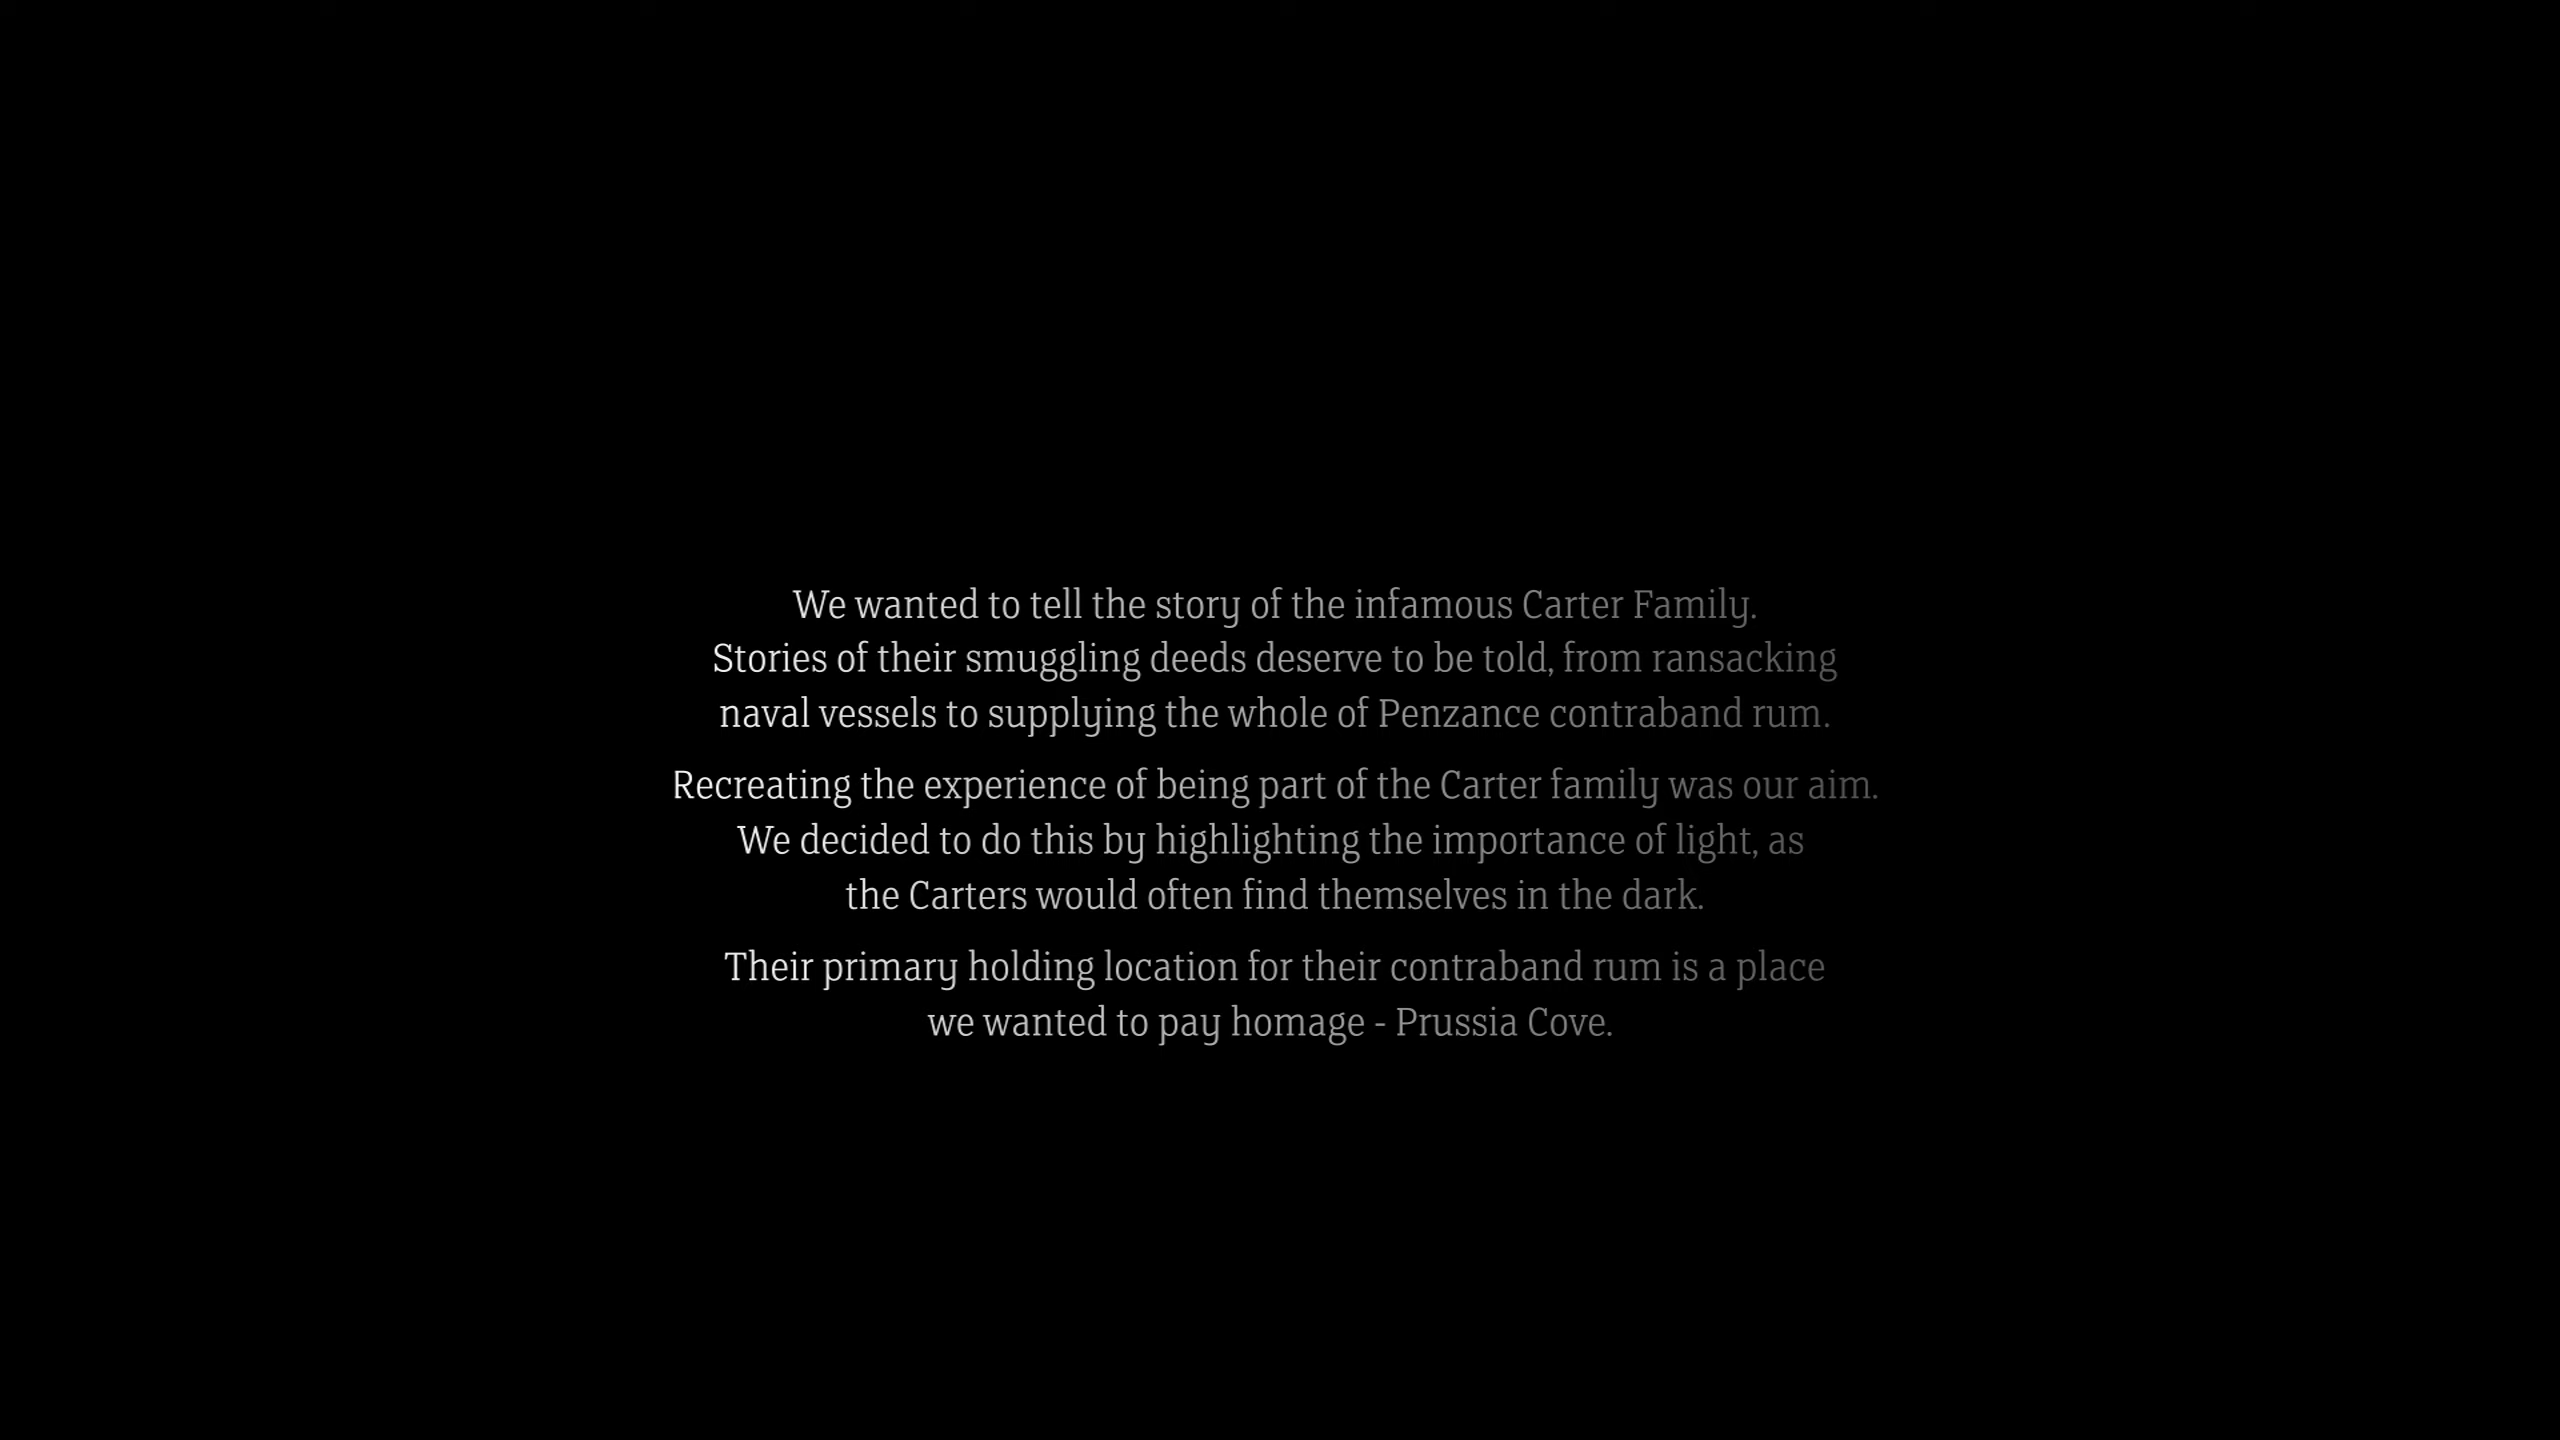 We wanted to tell the story of the infamous Carter Family.
Stories of their smuggling deeds deserve to be told, from ransacking
naval vessels to supplying the whole of Penzance contraband rum.
Recreating the experience of being part of the Carter family was our aim.
We decided to do this by highlighting the importance of light, as
the Carters would often find themselves in the dark.
Their primary holding location for their contraband rum is a place
we wanted to pay homage - Prussia Cove.